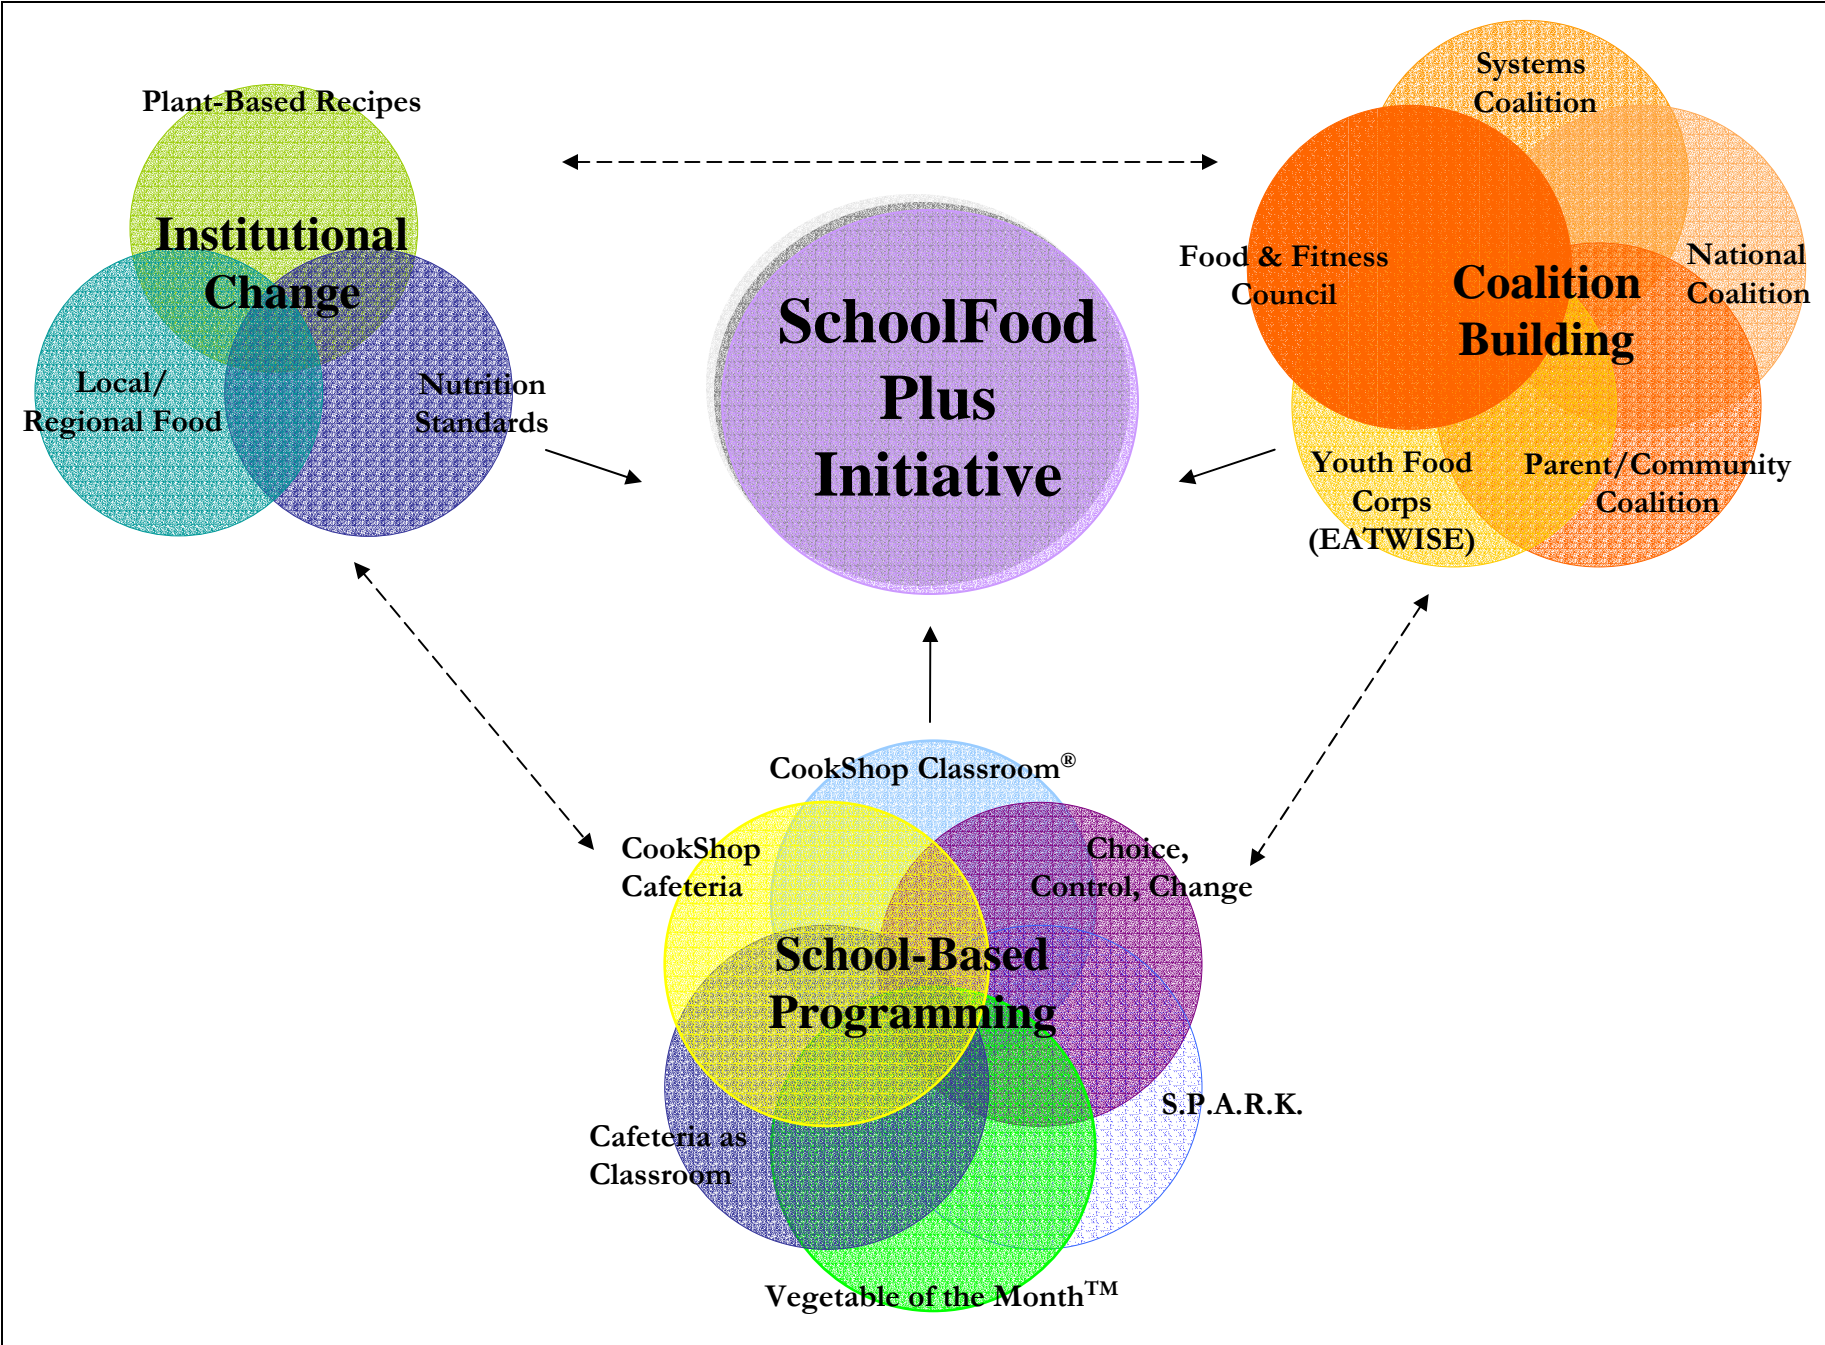 Plant-Based Recipes
Institutional
Change
Local/
Regional Food
Nutrition
Standards
SchoolFood
Plus
Initiative
Systems
Coalition
Food & Fitness
Council
Coalition
Building
National
Coalition
Youth Food
Corps
(EATWISE)
Parent/Community
Coalition
CookShop Classroom®
CookShop
Cafeteria
Choice,
Control, Change
School-Based
Programming
S.P.A.R.K.
Cafeteria as
Classroom
Vegetable of the Month™